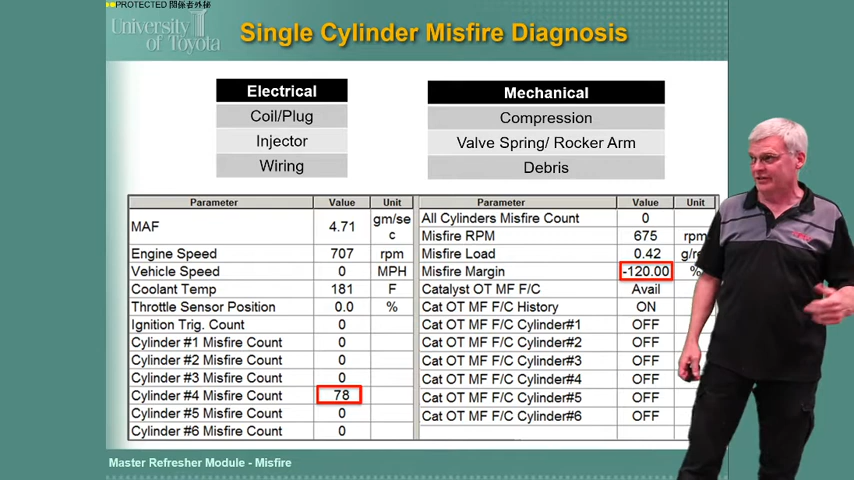 PROTECTED 関係者外秘
University
of Toyota
Single Cylinder Misfire Diagnosis
Electrical
Coil/Plug
Injector
Wiring
Mechanical
Compression
Valve Spring/ Rocker Arm
Debris
Parameter Value Unit
MAF 4.71 gm/se
c
Engine Speed 707 rpm
Vehicle Speed 0 MPH
Coolant Temp 181 F
Throttle Sensor Position 0.0 %
Ignition Trig. Count 0
Cylinder #1 Misfire Count 0
Cylinder #2 Misfire Count 0
Cylinder #3 Misfire Count 0
Cylinder #4 Misfire Count 78
Cylinder #5 Misfire Count 0
Cylinder #6 Misfire Count 0
Parameter Value Unit
All Cylinders Misfire Count 0
Misfire RPM 675 rpm
Misfire Load 0.42 g/re
Misfire Margin -120.00 %
Catalyst OT MF F/C Avail
Cat OT MF F/C History ON
Cat OT MF F/C Cylinder#1 OFF
Cat OT MF F/C Cylinder#2 OFF
Cat OT MF F/C Cylinder#3 OFF
Cat OT MF F/C Cylinder#4 OFF
Cat OT MF F/C Cylinder#5 OFF
Cat OT MF F/C Cylinder#6 OFF
Master Refresher Module - Misfire